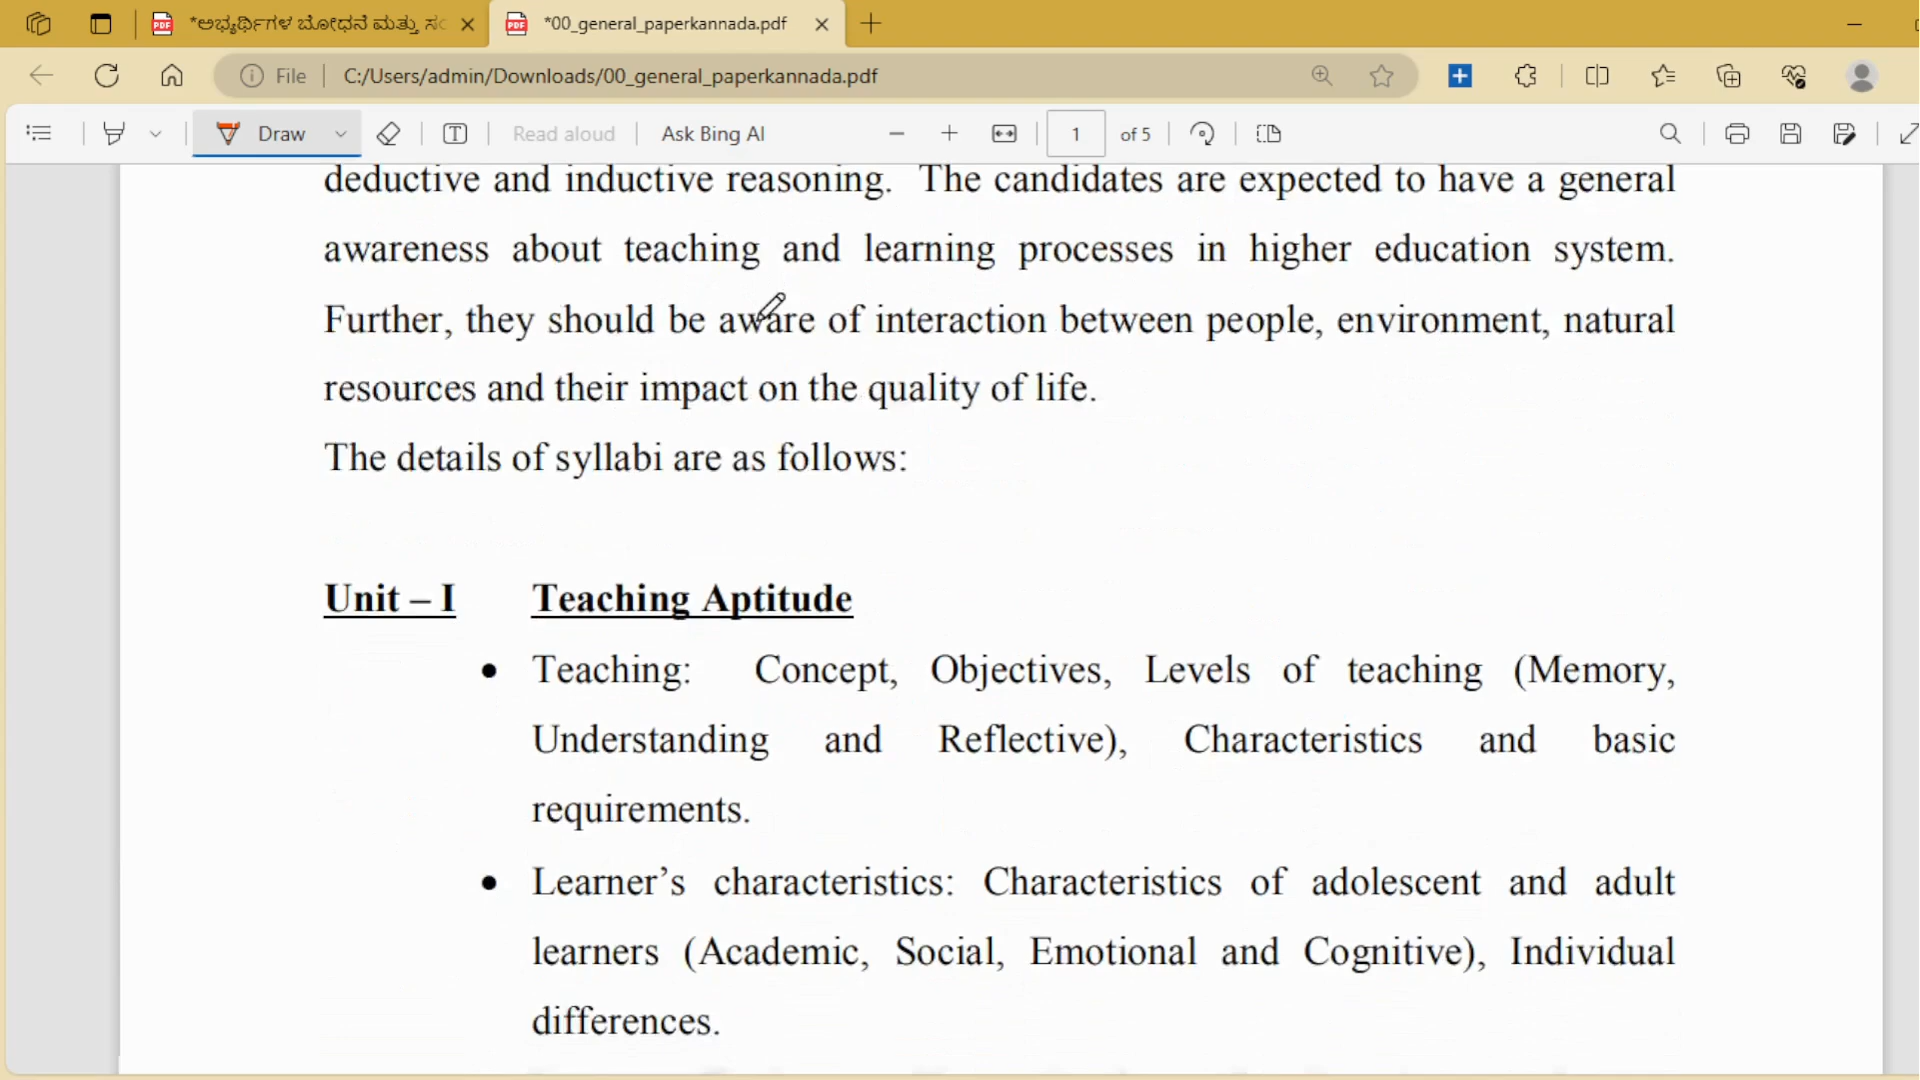 *ಅಭ್ಯರ್ಥಿಗಳ ಬೋಧನೆ ಮತ್ತು ಸಂ
*00_general_paperkannada.pdf
File
C:/Users/admin/Downloads/00_general_paperkannada.pdf
Draw
Read aloud
Ask Bing AI
1
of 5
deductive and inductive reasoning. The candidates are expected to have a general
awareness about teaching and learning processes in higher education system.
Further, they should be aware of interaction between people, environment, natural
resources and their impact on the quality of life.
The details of syllabi are as follows:
Unit – I Teaching Aptitude
• Teaching: Concept, Objectives, Levels of teaching (Memory,
Understanding and Reflective), Characteristics and basic
requirements.
• Learner’s characteristics: Characteristics of adolescent and adult
learners (Academic, Social, Emotional and Cognitive), Individual
differences.